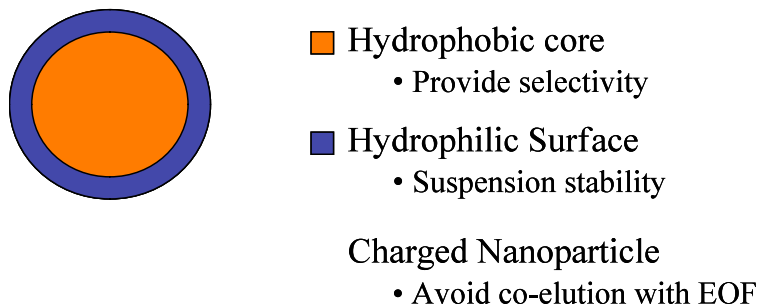 Hydrophobic core
• Provide selectivity
Hydrophilic Surface
• Suspension stability
Charged Nanoparticle
• Avoid co-elution with EOF